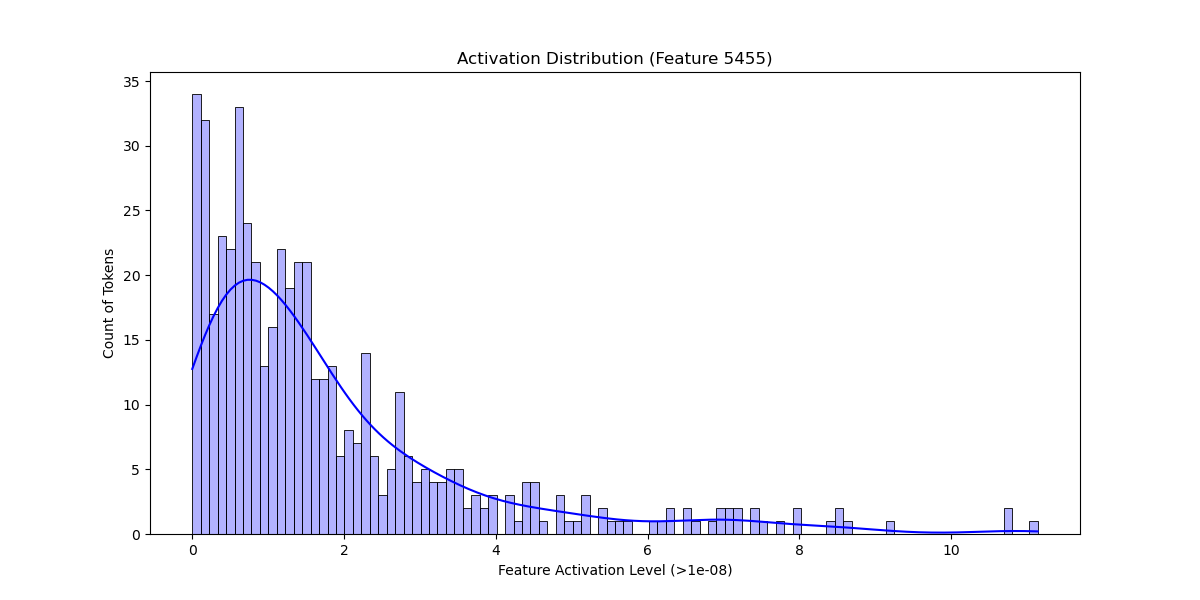 Activation Distribution (Feature 5455)
35
30
25
20
15
10
5
0
Count of Tokens
0 2 4 6 8 10
Feature Activation Level (>1e-08)